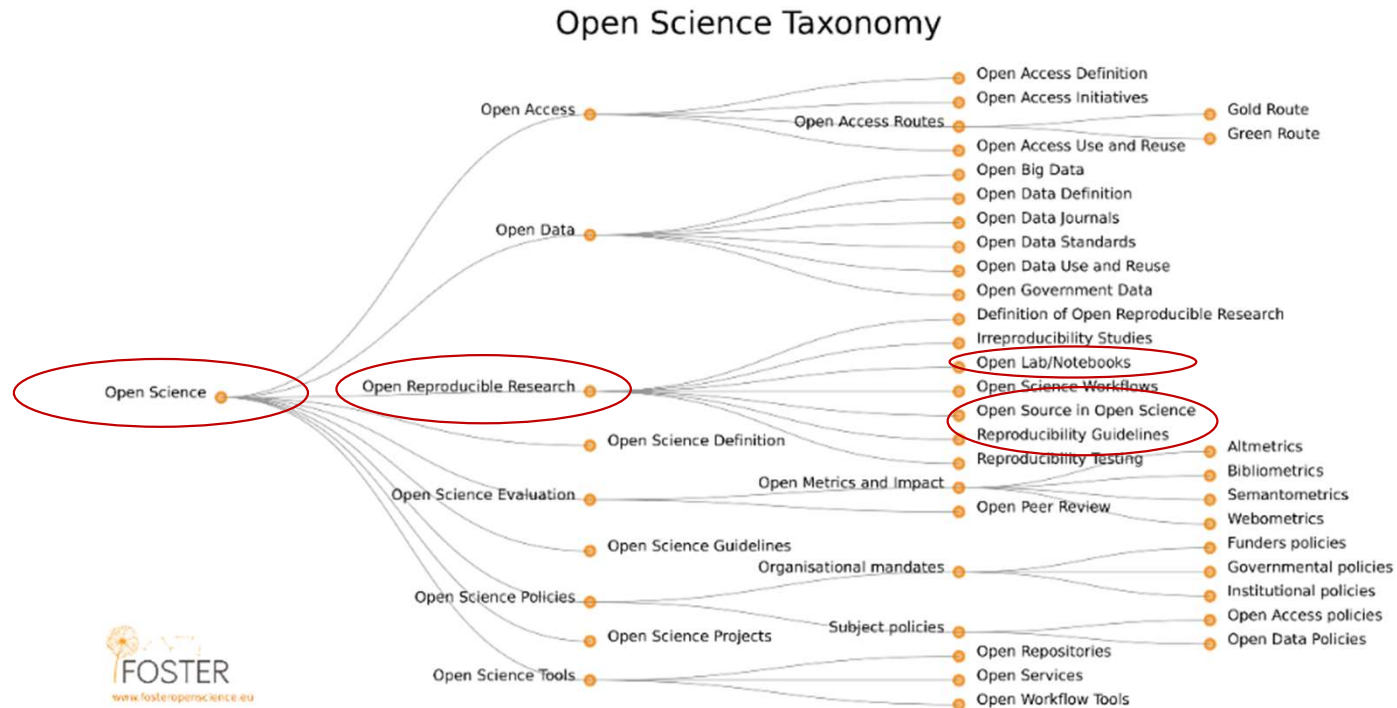 Open Science Taxonomy
Open Access Definition
Open Access
Open Access Initiatives
Gold Route
Open Access Routes
Green Route
Open Access Use and Reuse
Open Big Data
Open Data Definition
Open Data Journals
Open Data
Open Data Standards
Open Data Use and Reuse
Open Government Data
Definition of Open Reproducible Research
Irreproducibility Studies
Open Lab/Notebooks
Open Science
Open Reproducible Research
Open Science Workflows
Open Source in Open Science
Reproducibility Guidelines
Open Science Definition
Altmetrics
Reproducibility Testing
Bibliometrics
Open Metrics and Impact
Open Science Evaluation
Semantometrics
Open Peer Review
Webometrics
Open Science Guidelines
Funders policies
Organisational mandates
Governmental policies
Institutional policies
Open Science Policies
Open Access policies
Subject policies
Open Science Projects
Open Data Policies
Open Repositories
Open Science Tools
Open Services
Open Workflow Tools
FOSTER
www.fosteropenscience.eu